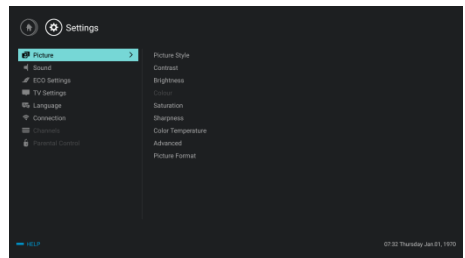 Settings
Picture
Sound
ECO Settings
TV Settings
Language
Connection
Channels
Parental Control
Picture Style
Contrast
Brightness
Colour
Saturation
Sharpness
Color Temperature
Advanced
Picture Format
HELP
07:32 Thursday Jan 01, 1970